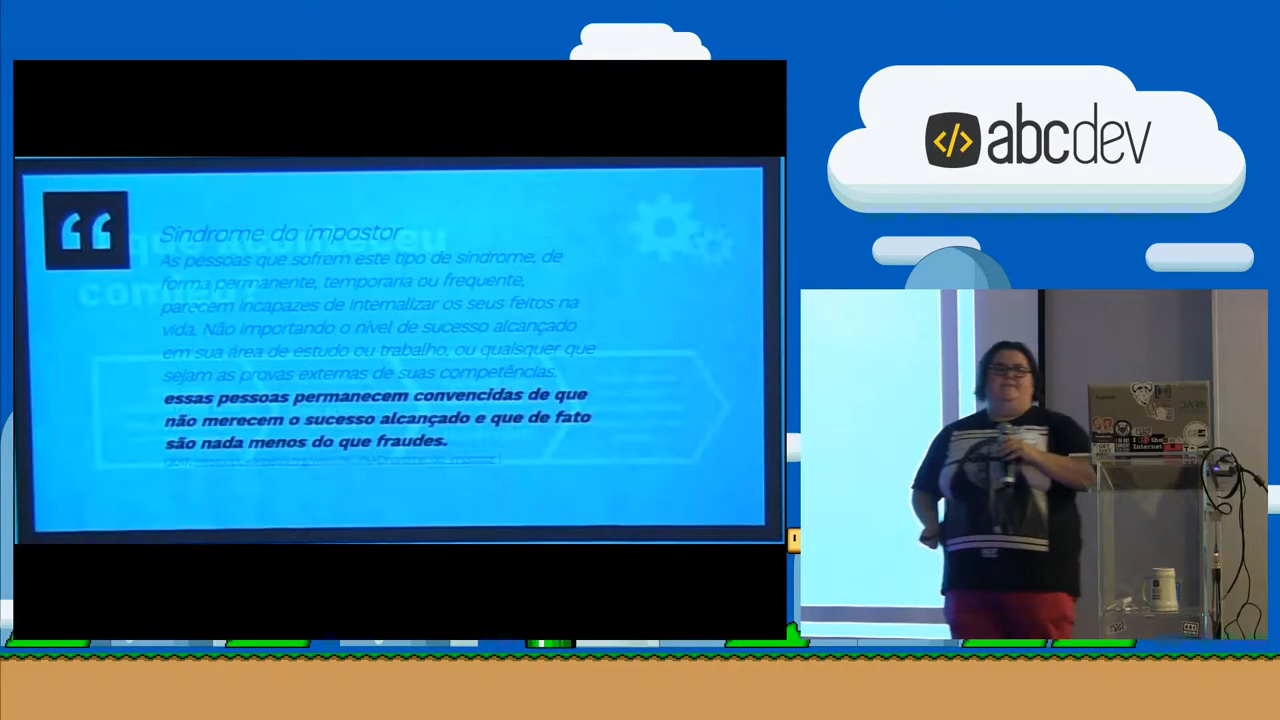 </> abcdev
Síndrome do impostor
As pessoas que sofrem este tipo de síndrome, de
forma permanente, temporária ou frequente,
parecem incapazes de internalizar os seus feitos na
vida. Não importando o nível de sucesso alcançado
em sua área de estudo ou trabalho, ou quaisquer que
sejam as provas externas de suas competências,
essas pessoas permanecem convencidas de que
não merecem o sucesso alcançado e que de fato
são nada menos do que fraudes.
I
the
Internet
DARK